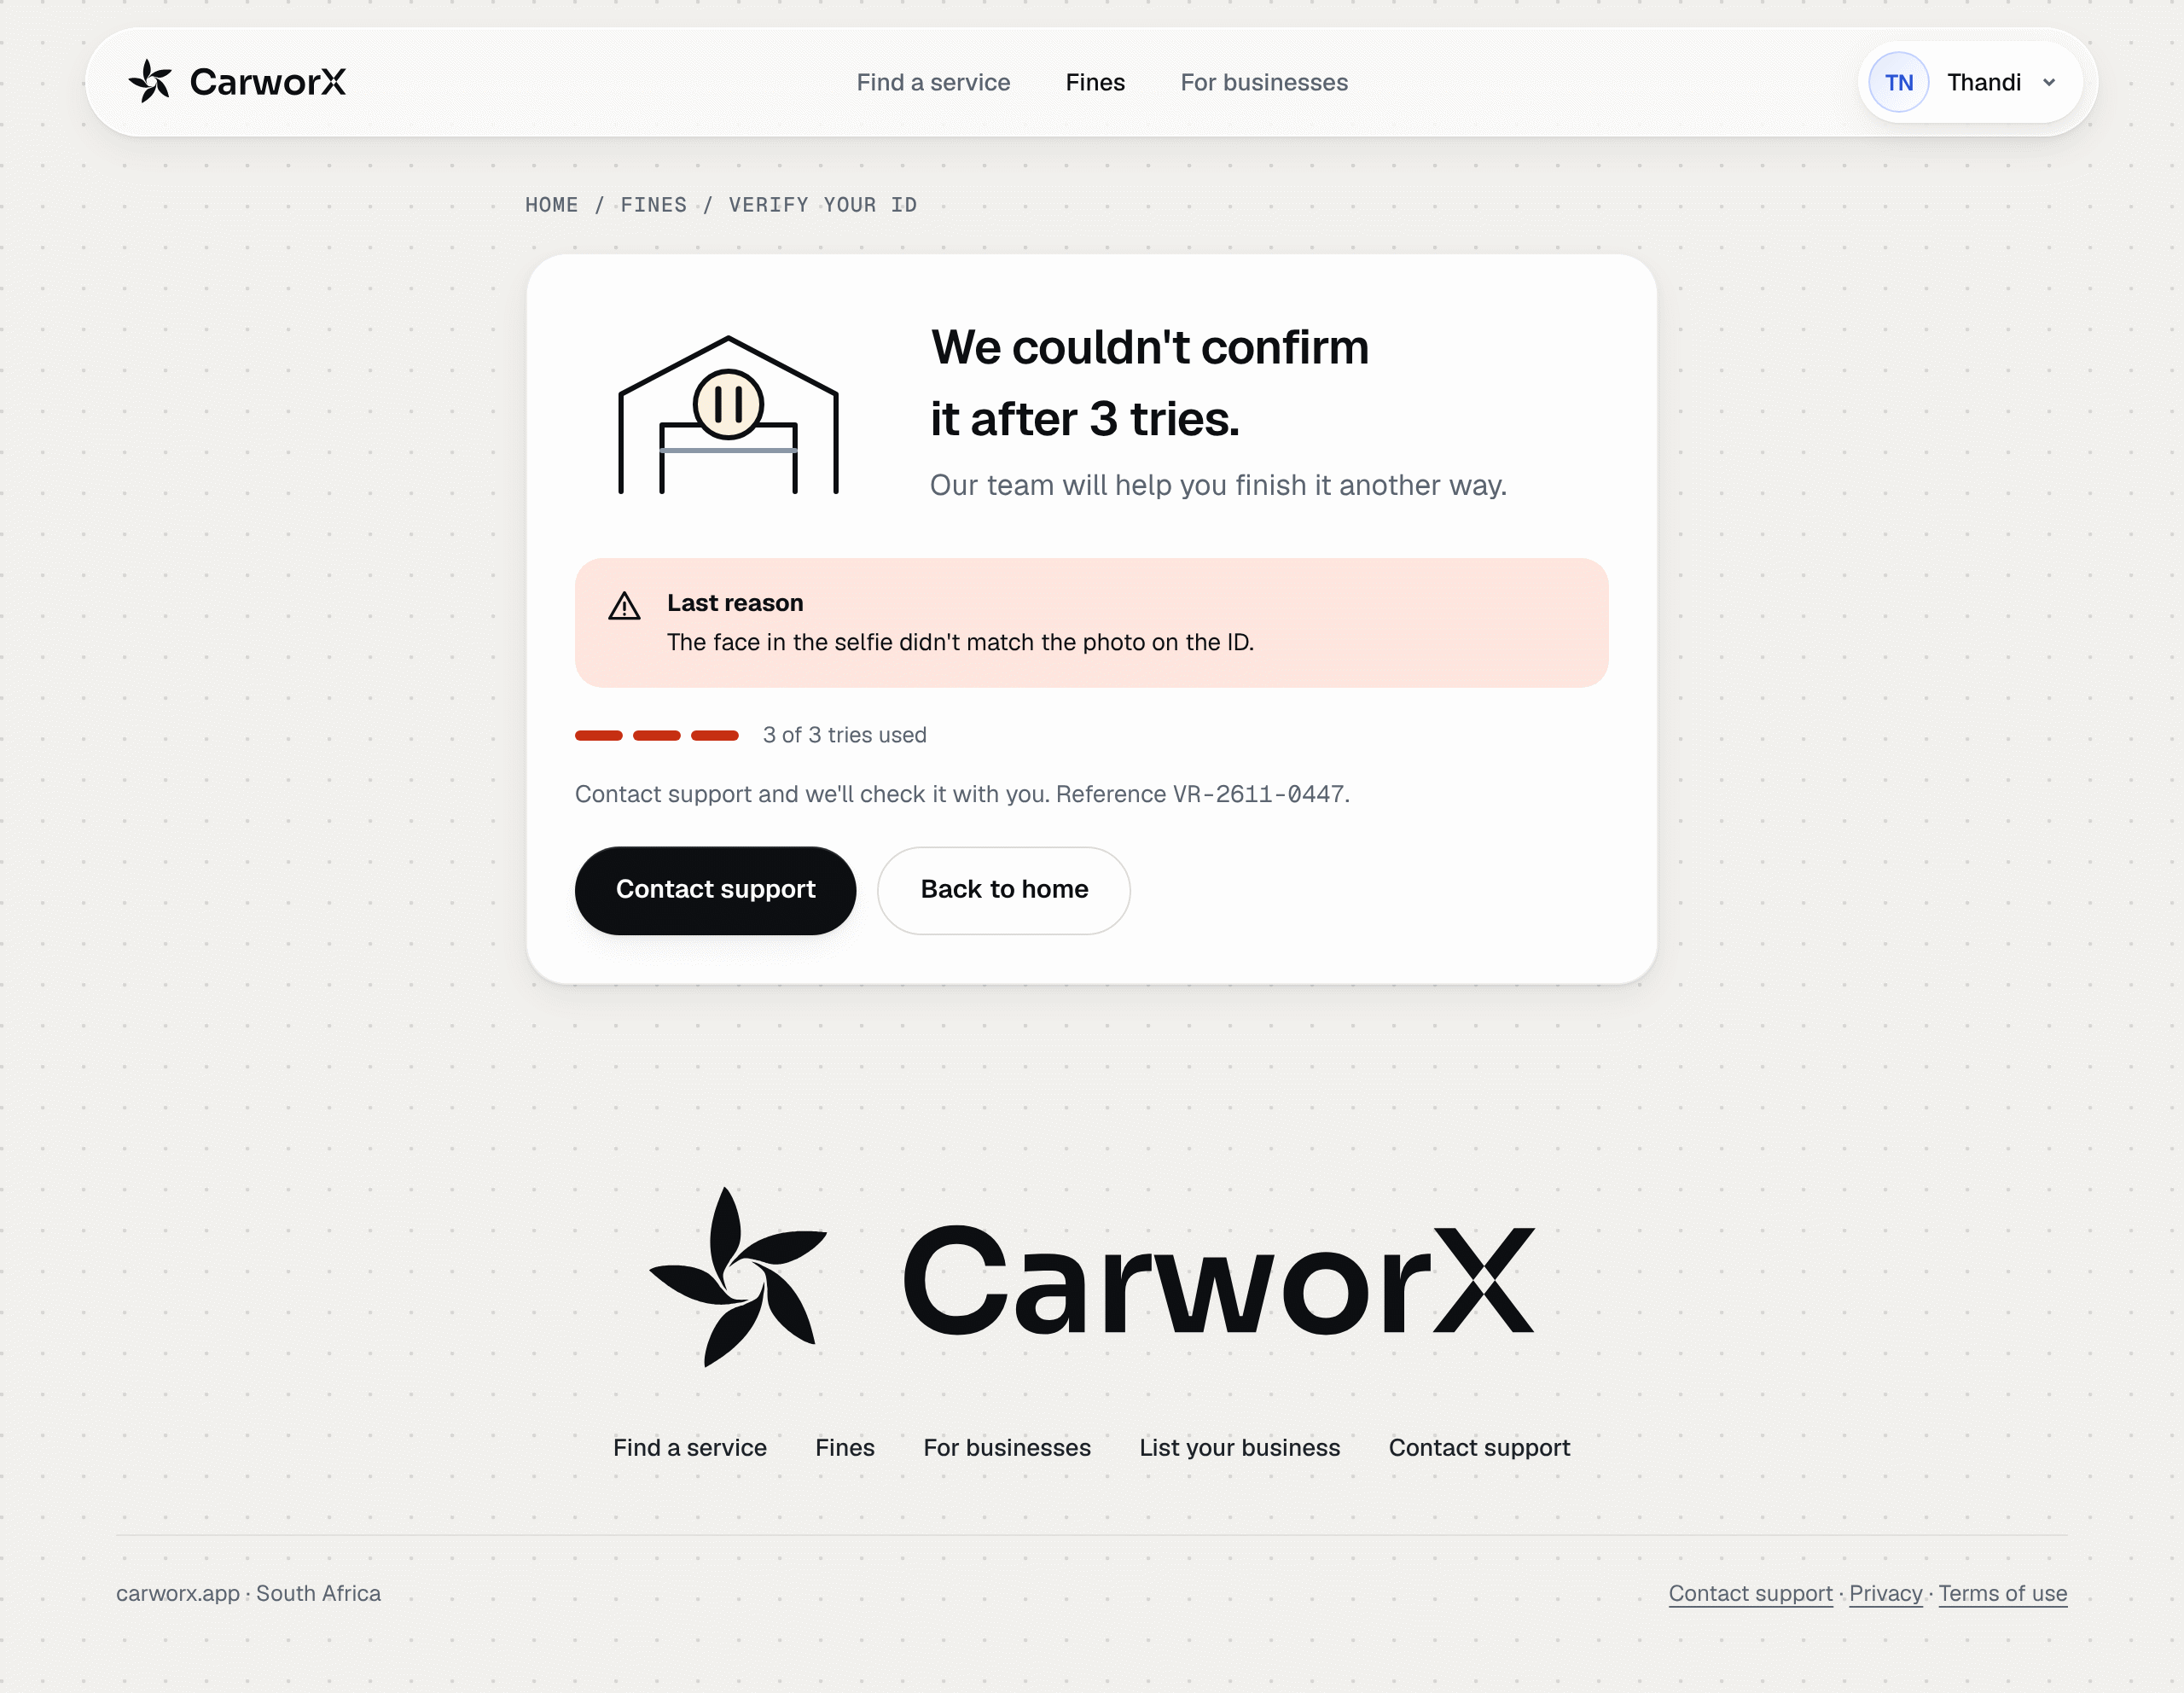 CarworX
Find a service
Fines
For businesses
TN
Thandi
HOME / FINES / VERIFY YOUR ID
We couldn't confirm
it after 3 tries.
Our team will help you finish it another way.
Last reason
The face in the selfie didn't match the photo on the ID.
3 of 3 tries used
Contact support and we'll check it with you. Reference VR-2611-0447.
Contact support
Back to home
CarworX
Find a service
Fines
For businesses
List your business
Contact support
carworx.app · South Africa
Contact support · Privacy · Terms of use